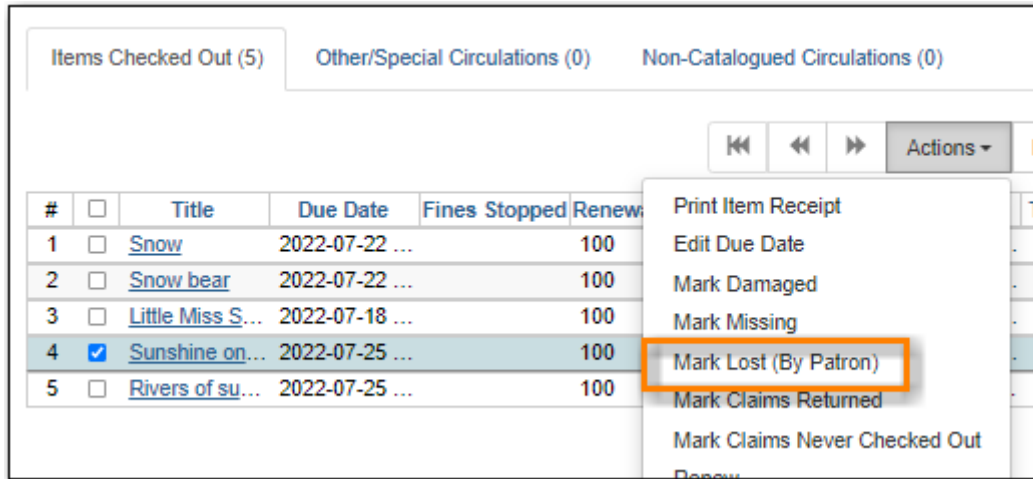 Items Checked Out (5) Other/Special Circulations (0) Non-Catalogued Circulations (0)
Actions
# Title Due Date Fines Stopped Renewa
1 Snow 2022-07-22 ... 100
2 Snow bear 2022-07-22 ... 100
3 Little Miss S... 2022-07-18 ... 100
4 Sunshine on... 2022-07-25 ... 100
5 Rivers of su... 2022-07-25 ... 100
Print Item Receipt
Edit Due Date
Mark Damaged
Mark Missing
Mark Lost (By Patron)
Mark Claims Returned
Mark Claims Never Checked Out
Renew